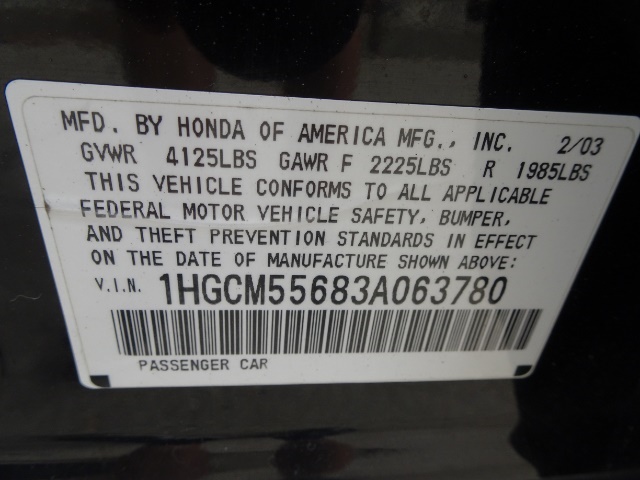 MFD. BY HONDA OF AMERICA MFG., INC. 2/03
GVWR 4125LBS GAWR F 2225LBS R 1985LBS
THIS VEHICLE CONFORMS TO ALL APPLICABLE
FEDERAL MOTOR VEHICLE SAFETY, BUMPER,
AND THEFT PREVENTION STANDARDS IN EFFECT
ON THE DATE OF MANUFACTURE SHOWN ABOVE:
V.I.N. 1HGCM55683A063780
PASSENGER CAR